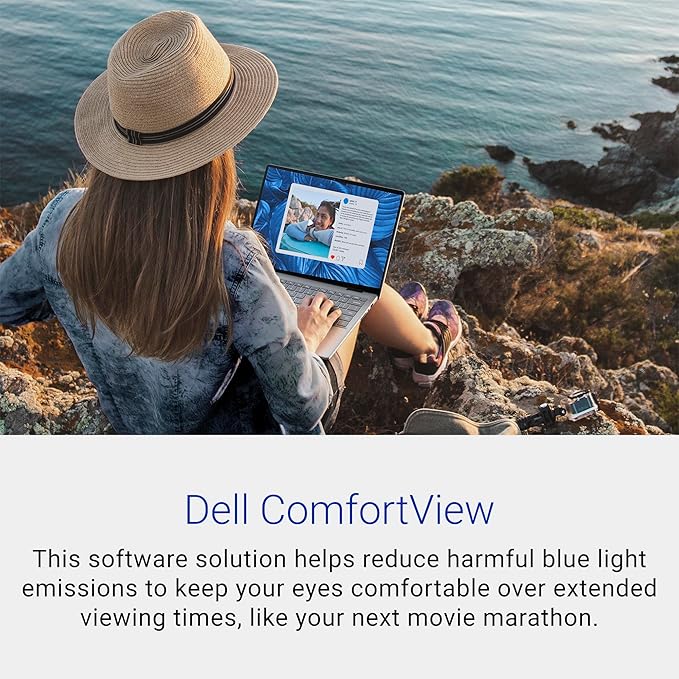 Dell ComfortView
This software solution helps reduce harmful blue light
emissions to keep your eyes comfortable over extended
viewing times, like your next movie marathon.